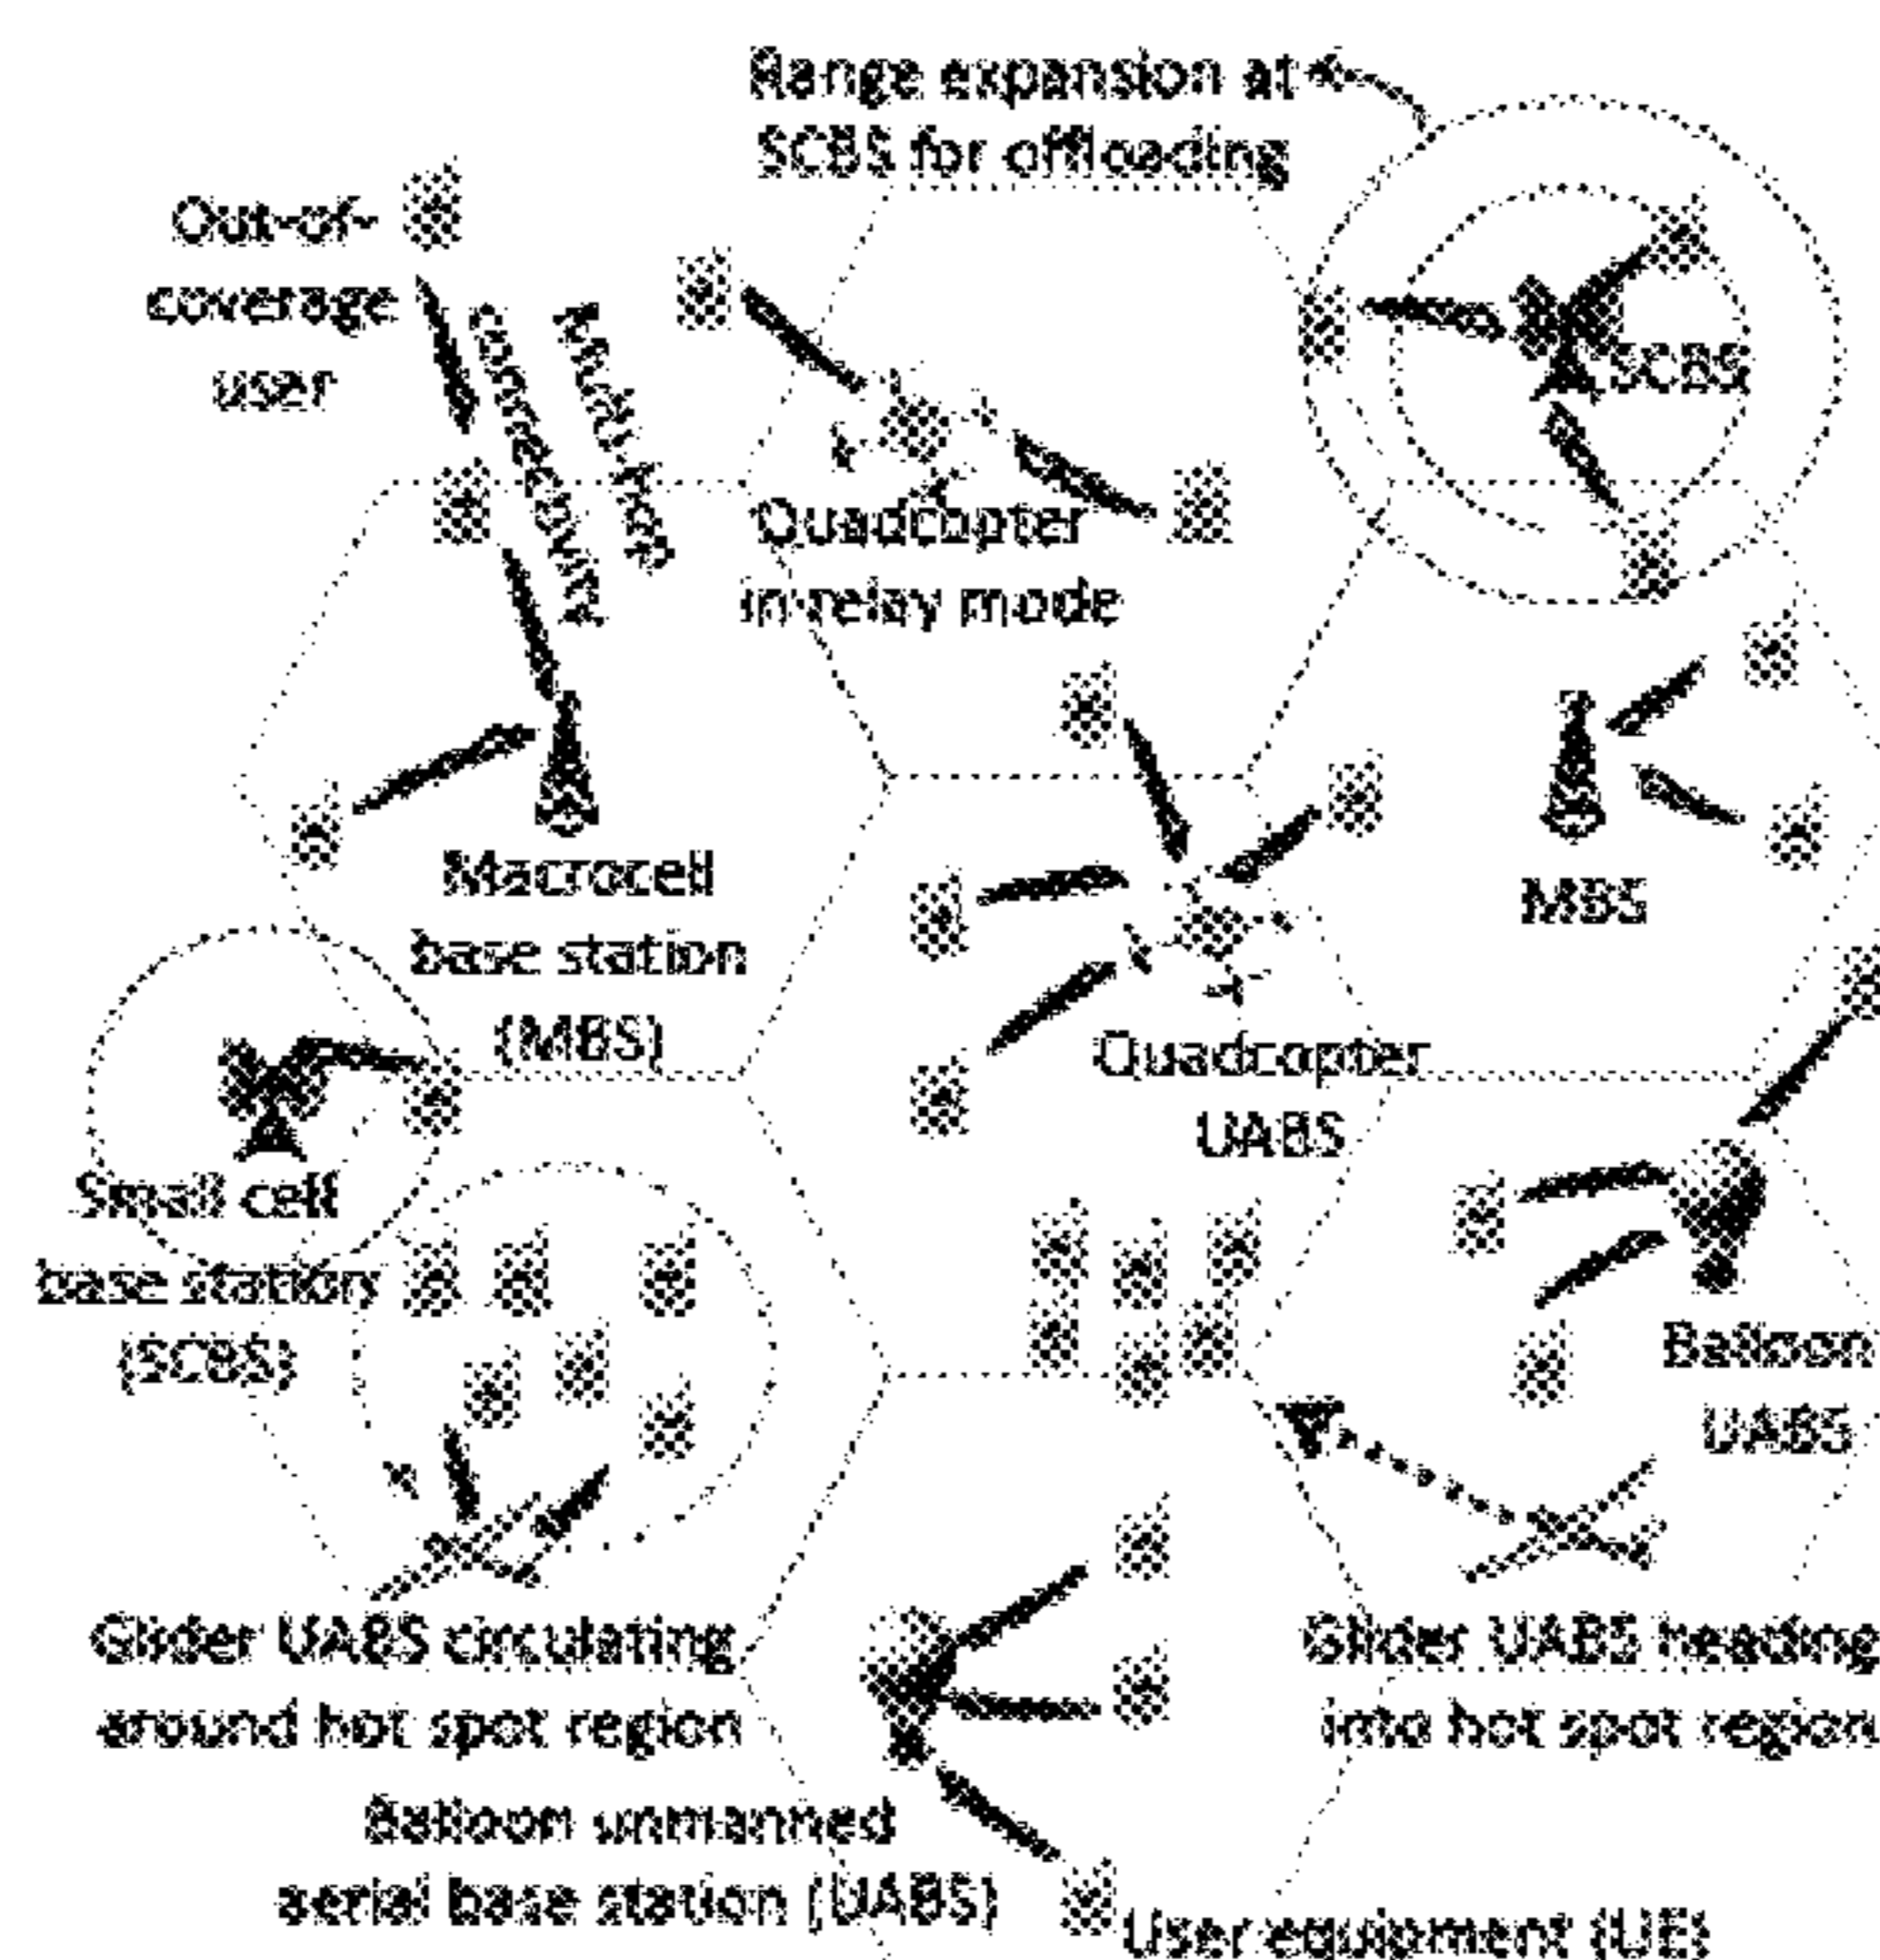 Range expansion at
SCBS for offloading
Out-of-
coverage
user
Multi-hop
connectivity
SCBS
Quadcopter
in relay mode
Macrocell
base station
(MBS)
MBS
Quadcopter
UABS
Small cell
base station
(SCBS)
Balloon
UABS
Glider UABS circulating
around hot spot region
Glider UABS heading
into hot spot region
Balloon unmanned
aerial base station (UABS)
User equipment (UE)